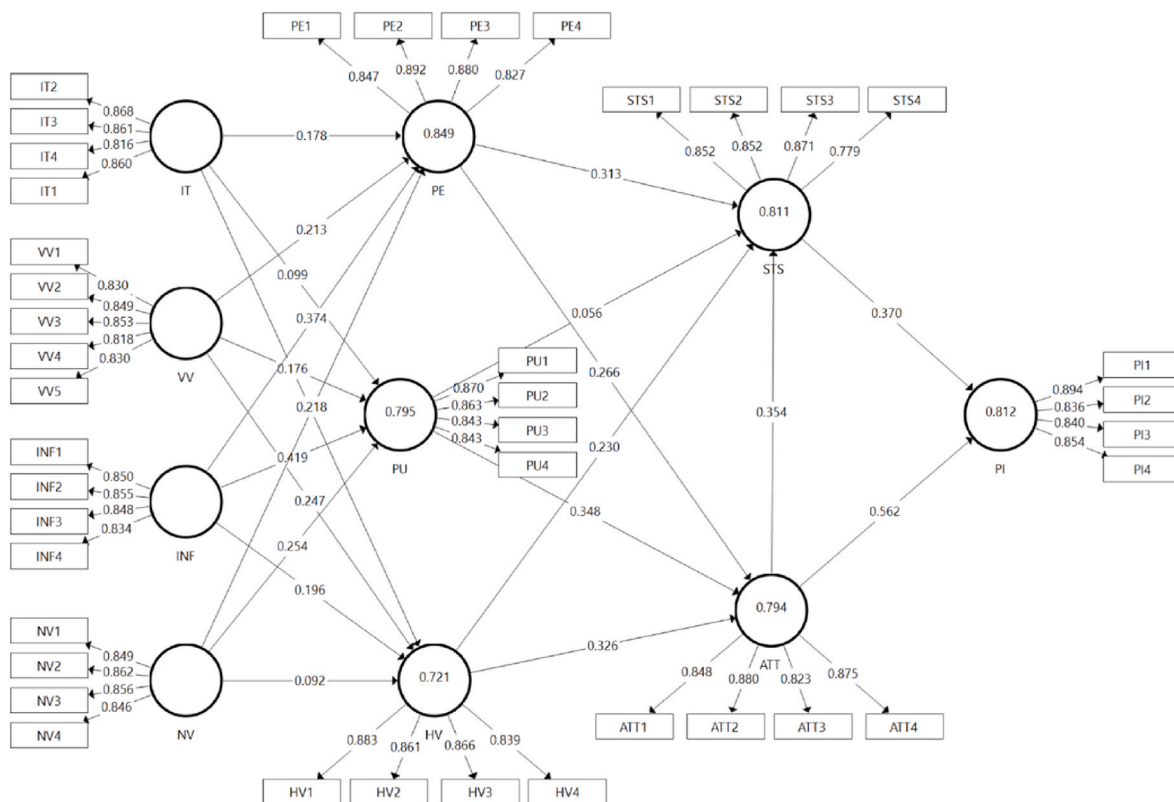 PE1 PE2 PE3 PE4
0.847 0.892 0.880 0.827
IT2
IT3
IT4
IT1
0.868
0.861
0.816
0.860
IT
0.178
0.849
PE
STS1 STS2 STS3 STS4
0.852 0.852 0.871 0.779
0.313
0.811
STS
VV1
VV2
VV3
VV4
VV5
0.830
0.849
0.853
0.818
0.830
VV
0.213
0.099
0.374
0.176
0.218
0.056
0.266
0.370
0.795
PU
0.870
0.863
0.843
0.843
PU1
PU2
PU3
PU4
0.354
0.230
0.812
PI
0.894
0.836
0.840
0.854
PI1
PI2
PI3
PI4
INF1
INF2
INF3
INF4
0.850
0.855
0.848
0.834
INF
0.419
0.247
0.254
0.196
0.348
0.562
NV1
NV2
NV3
NV4
0.849
0.862
0.856
0.846
NV
0.092
0.721
HV
0.326
0.794
ATT
0.848 0.880 0.823 0.875
ATT1 ATT2 ATT3 ATT4
0.883 0.861 0.866 0.839
HV1 HV2 HV3 HV4